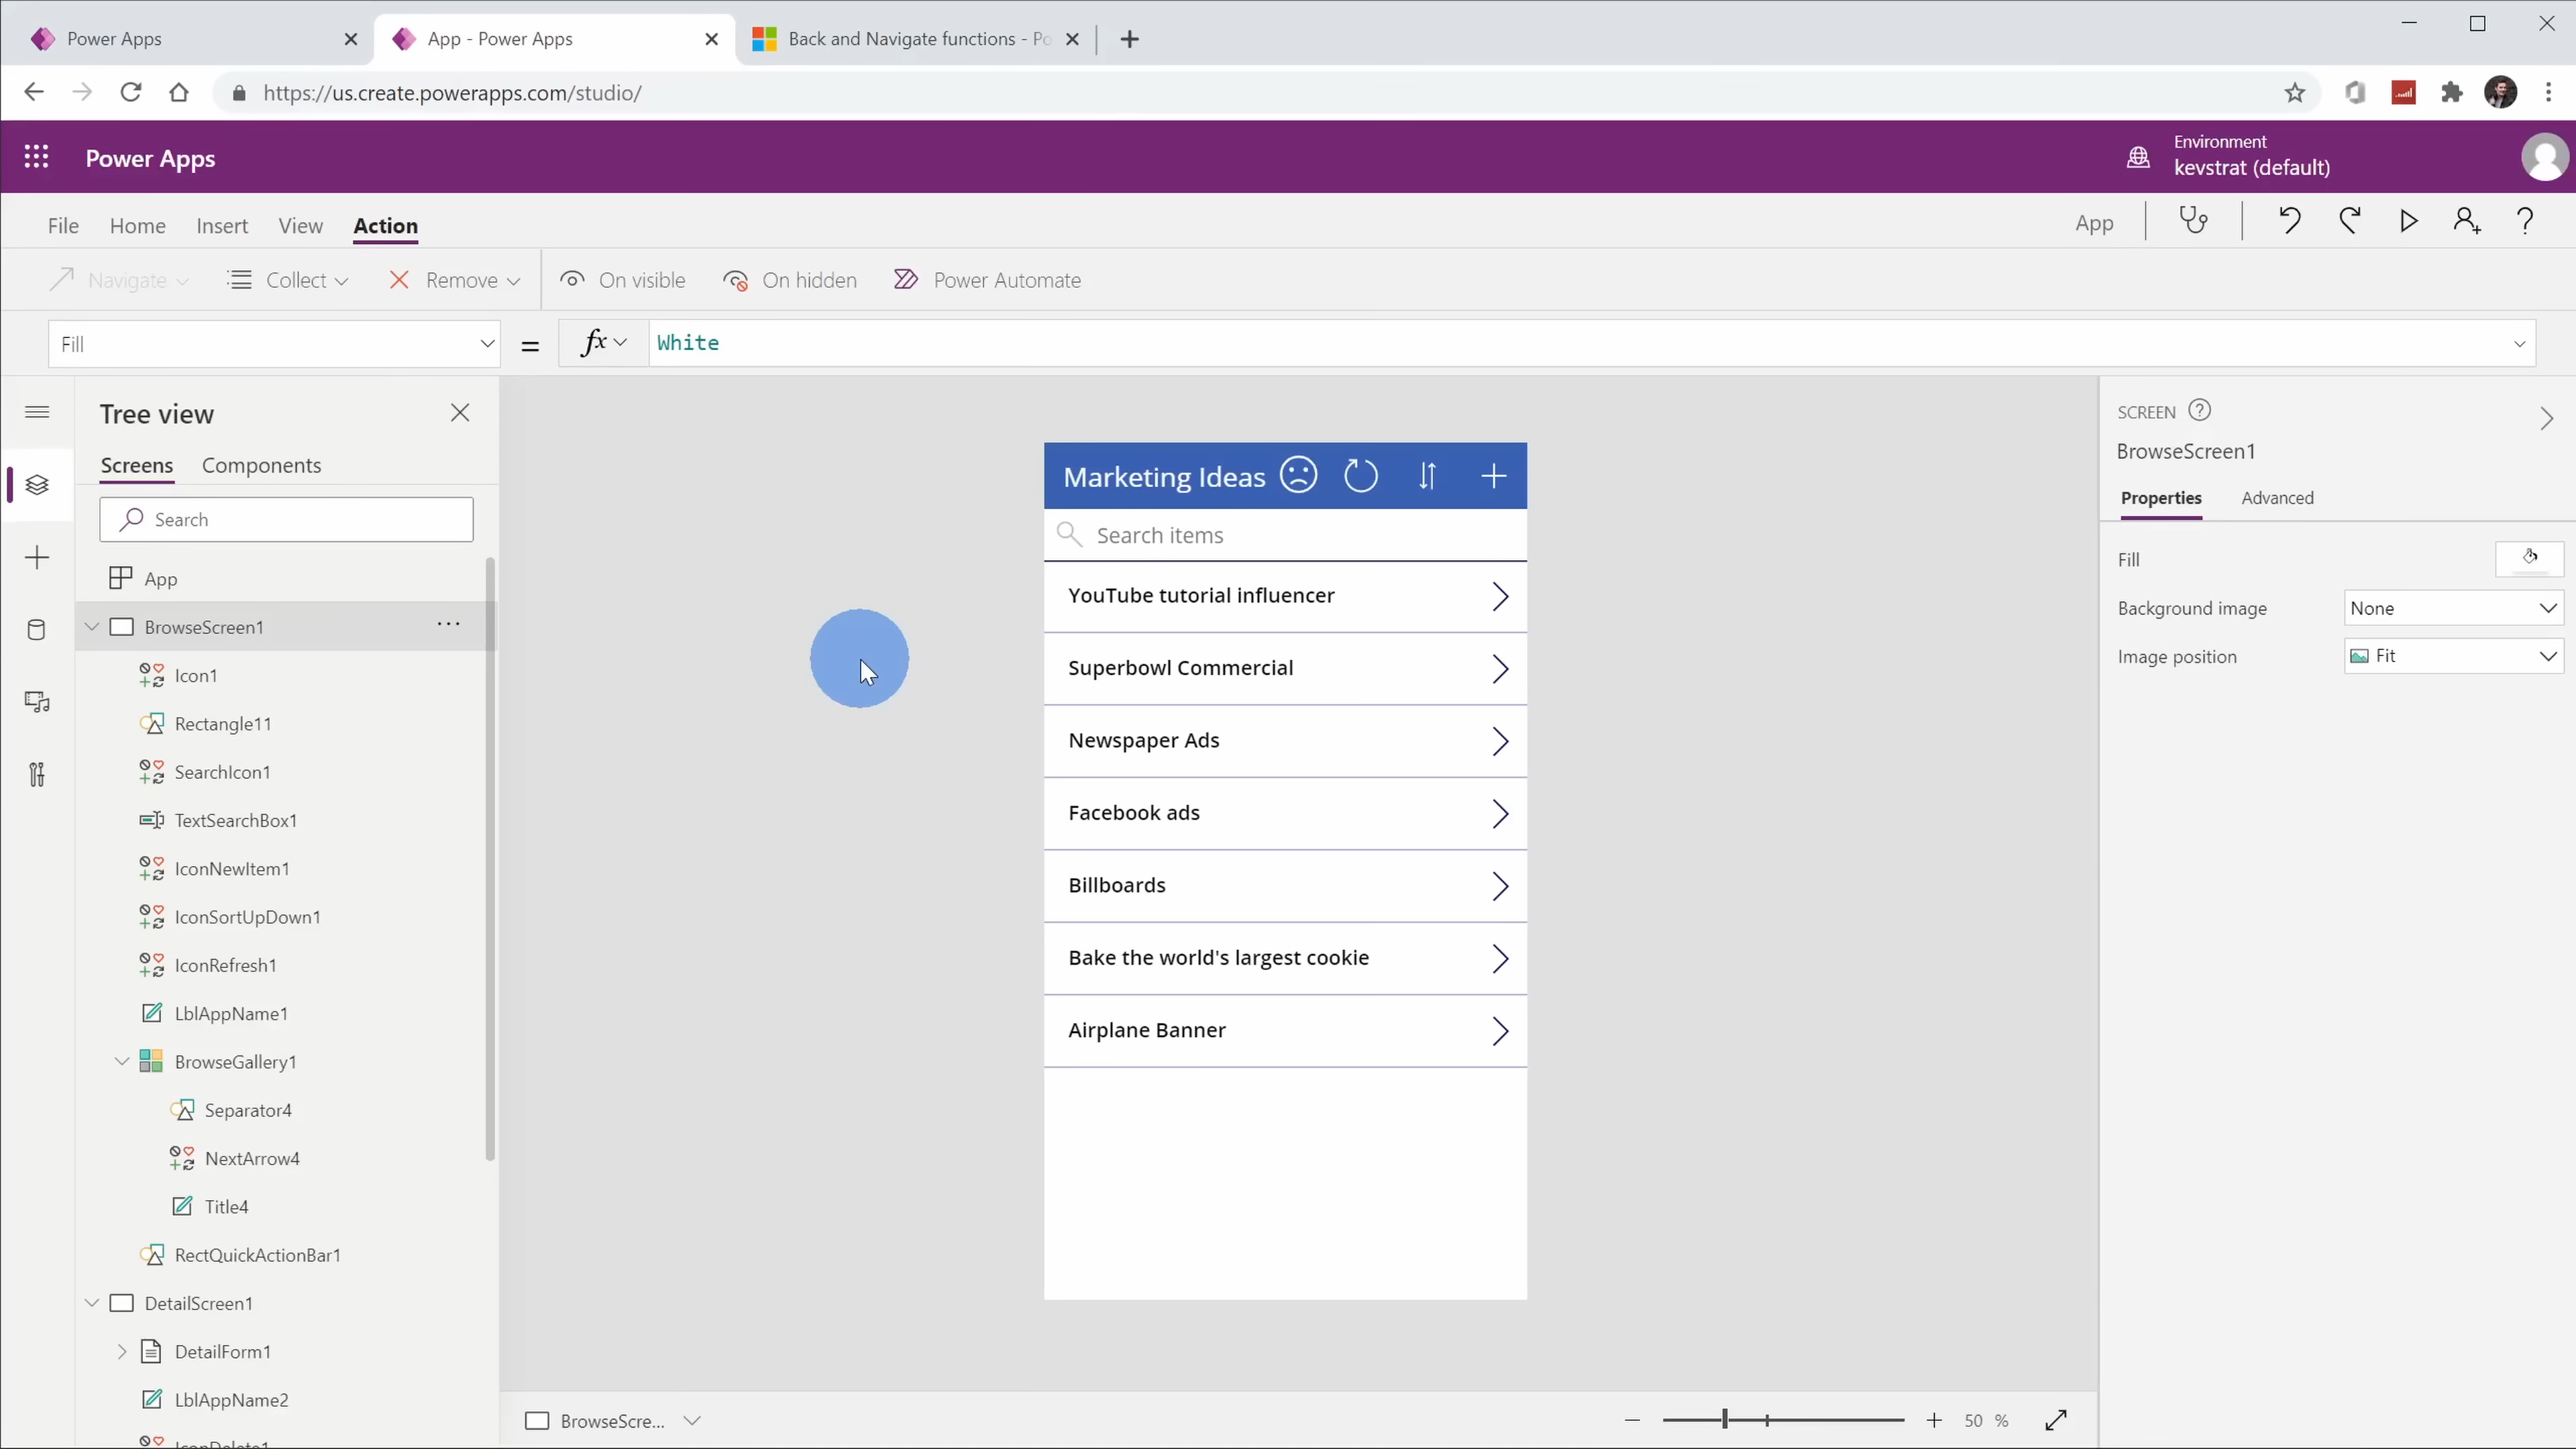 Power Apps
App - Power Apps
Back and Navigate functions - Po
https://us.create.powerapps.com/studio/
Power Apps
Environment
kevstrat (default)
File Home Insert View Action
App
Navigate Collect Remove On visible On hidden Power Automate
Fill
=
fx
White
Tree view
Screens Components
Search
App
BrowseScreen1
Icon1
Rectangle11
SearchIcon1
TextSearchBox1
IconNewItem1
IconSortUpDown1
IconRefresh1
LblAppName1
BrowseGallery1
Separator4
NextArrow4
Title4
RectQuickActionBar1
DetailScreen1
DetailForm1
LblAppName2
IconDelete1
Marketing Ideas
Search items
YouTube tutorial influencer
Superbowl Commercial
Newspaper Ads
Facebook ads
Billboards
Bake the world's largest cookie
Airplane Banner
BrowseScre...
50 %
SCREEN
BrowseScreen1
Properties Advanced
Fill
Background image None
Image position Fit